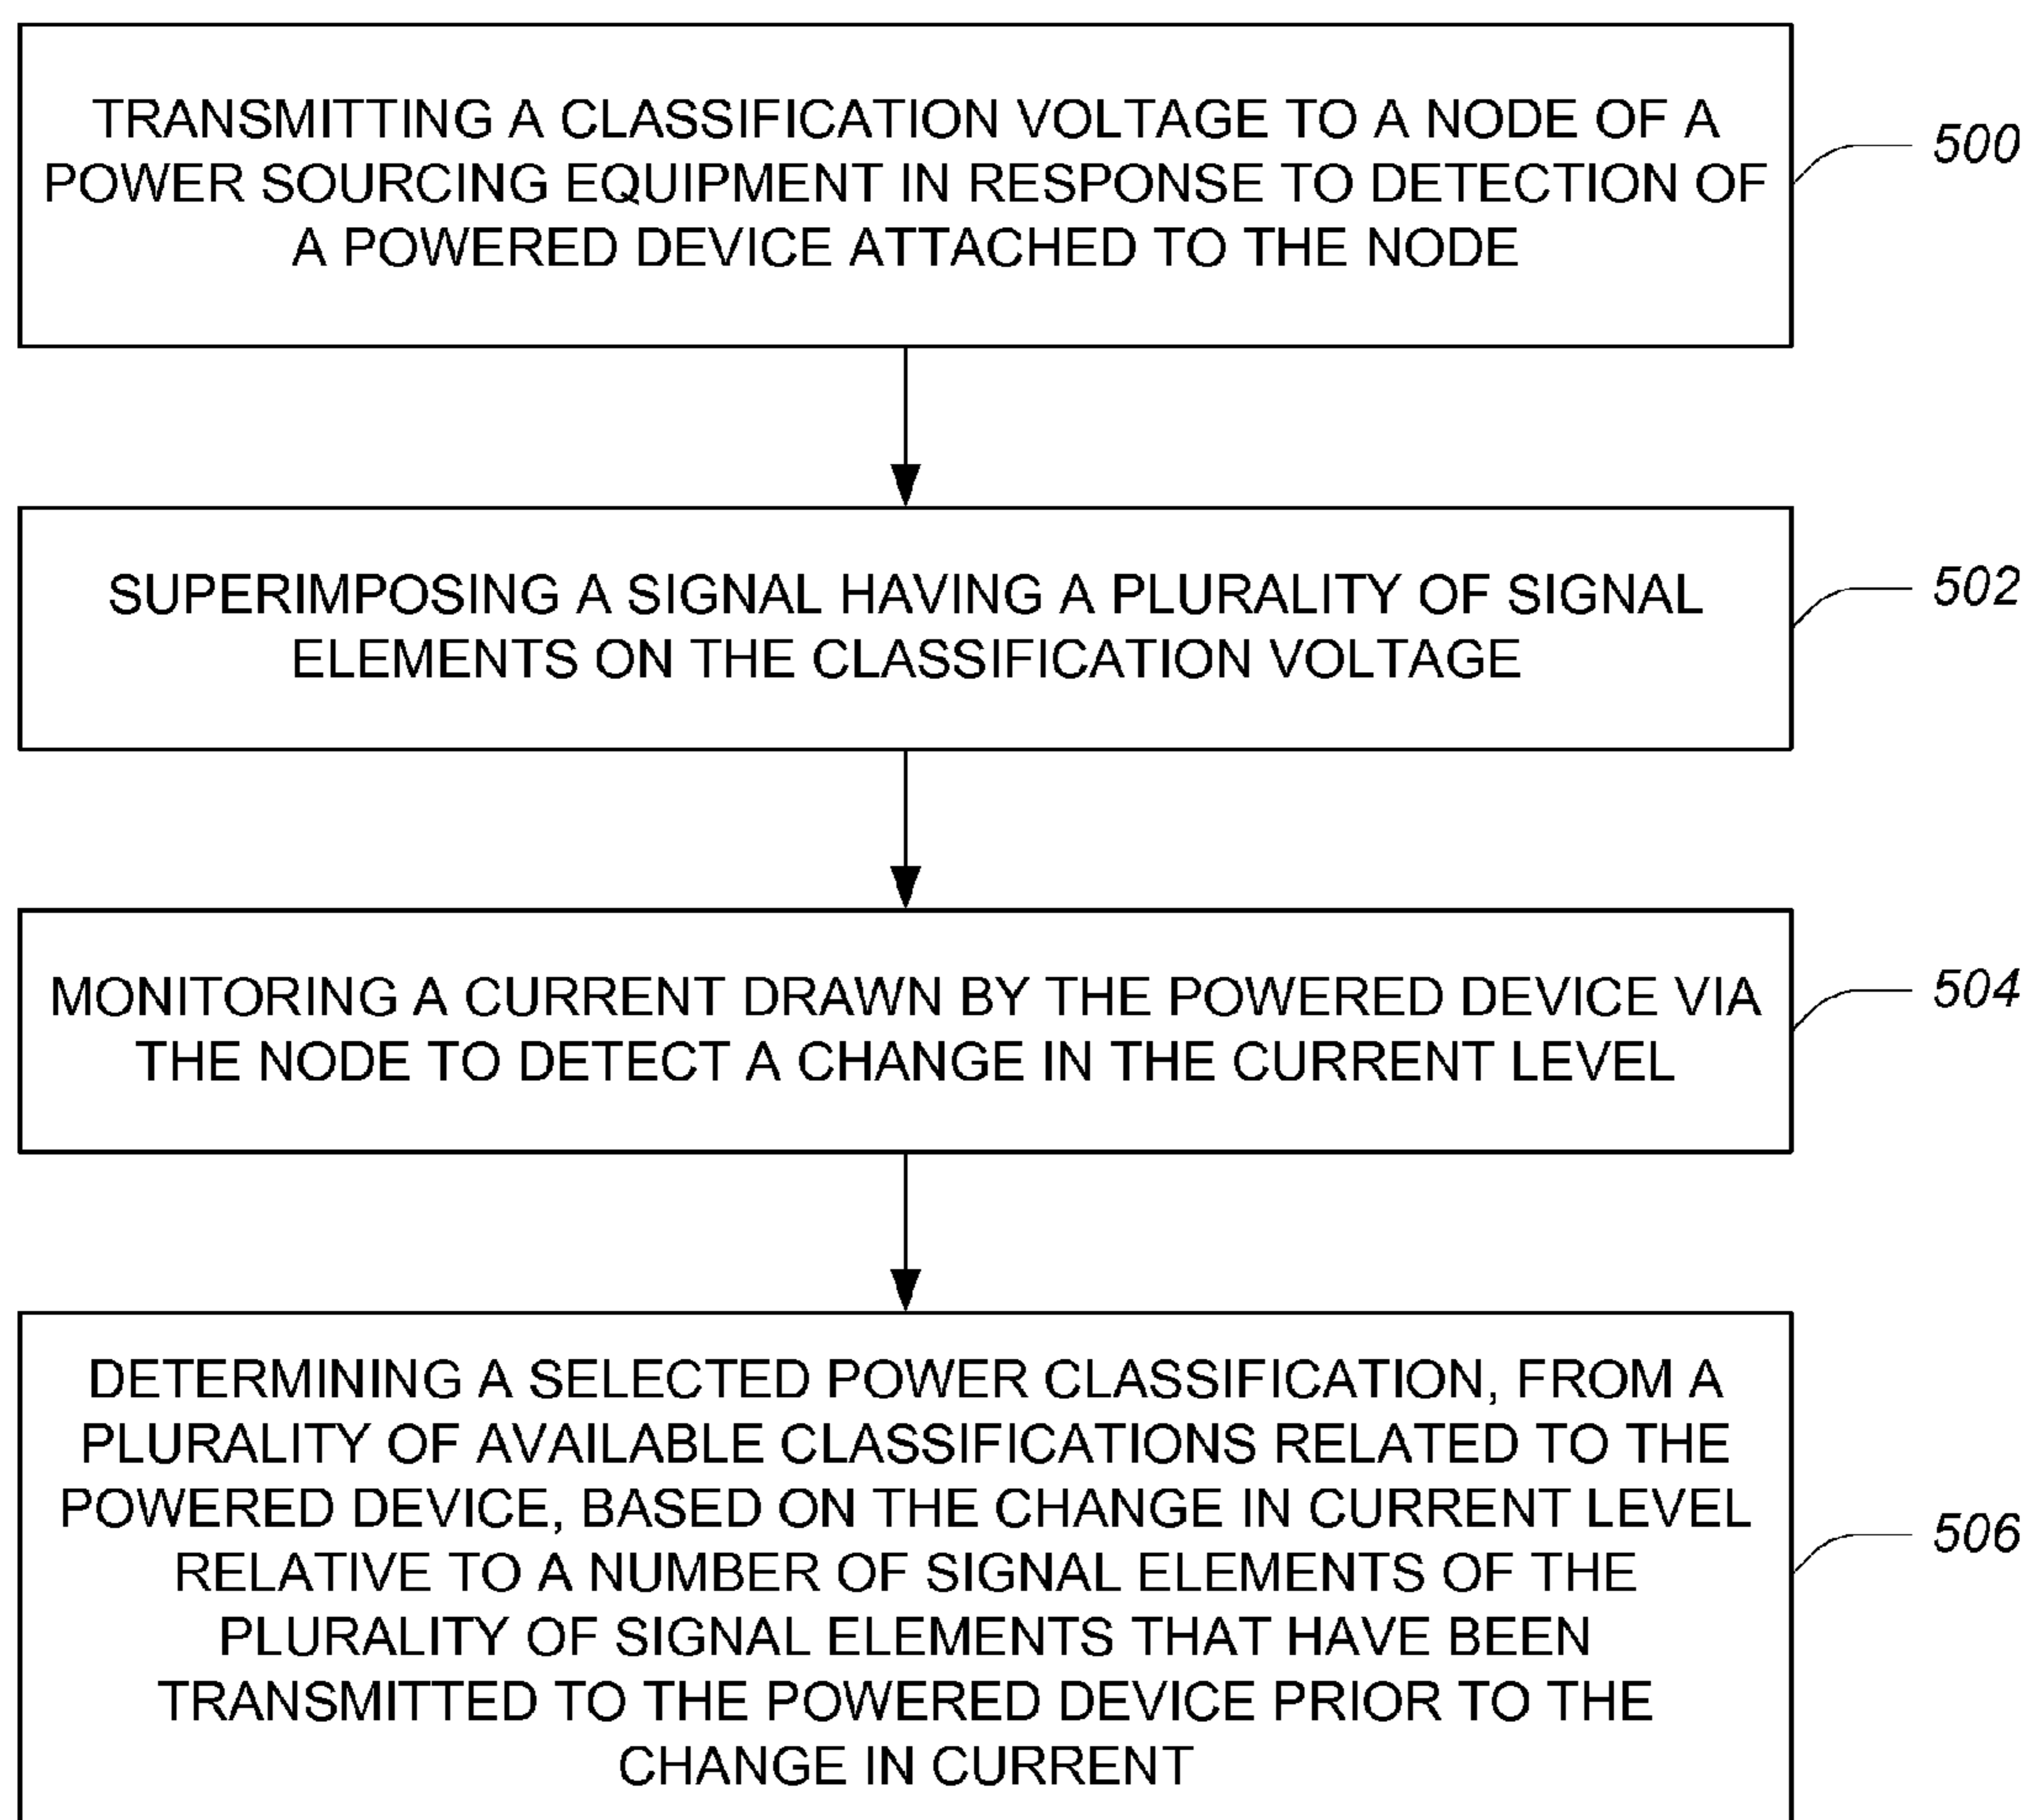 TRANSMITTING A CLASSIFICATION VOLTAGE TO A NODE OF A
POWER SOURCING EQUIPMENT IN RESPONSE TO DETECTION OF
A POWERED DEVICE ATTACHED TO THE NODE
500
SUPERIMPOSING A SIGNAL HAVING A PLURALITY OF SIGNAL
ELEMENTS ON THE CLASSIFICATION VOLTAGE
502
MONITORING A CURRENT DRAWN BY THE POWERED DEVICE VIA
THE NODE TO DETECT A CHANGE IN THE CURRENT LEVEL
504
DETERMINING A SELECTED POWER CLASSIFICATION, FROM A
PLURALITY OF AVAILABLE CLASSIFICATIONS RELATED TO THE
POWERED DEVICE, BASED ON THE CHANGE IN CURRENT LEVEL
RELATIVE TO A NUMBER OF SIGNAL ELEMENTS OF THE
PLURALITY OF SIGNAL ELEMENTS THAT HAVE BEEN
TRANSMITTED TO THE POWERED DEVICE PRIOR TO THE
CHANGE IN CURRENT
506